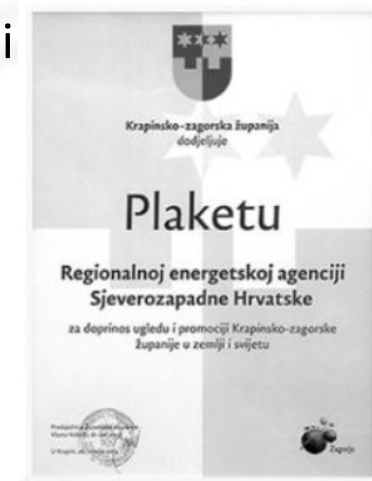 i
Krapinsko-zagorska županija
dodjeljuje
Plaketu
Regionalnoj energetskoj agenciji
Sjeverozapadne Hrvatske
za doprinos ugledu i promociji Krapinsko-zagorske
županije u zemlji i svijetu
Zagorje